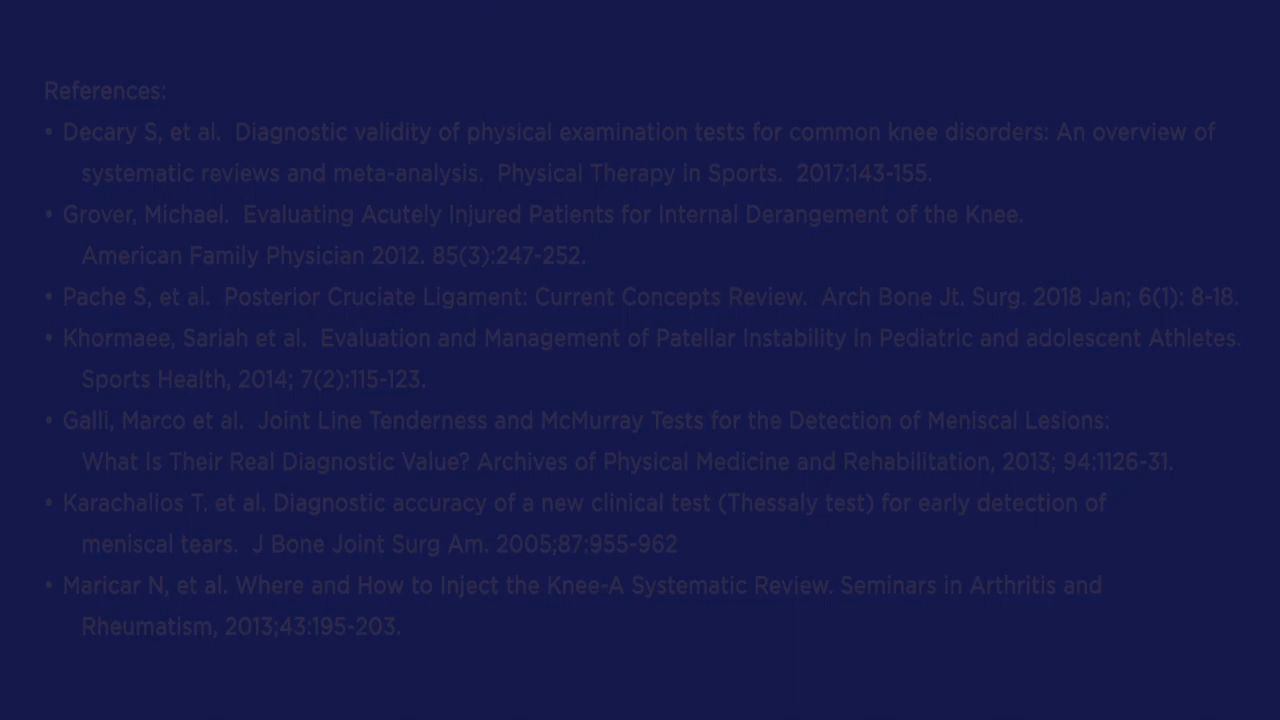 References:
• Decary S, et al.  Diagnostic validity of physical examination tests for common knee disorders: An overview of
systematic reviews and meta-analysis.  Physical Therapy in Sports.  2017:143-155.
• Grover, Michael.  Evaluating Acutely Injured Patients for Internal Derangement of the Knee.
American Family Physician 2012. 85(3):247-252.
• Pache S, et al.  Posterior Cruciate Ligament: Current Concepts Review.  Arch Bone Jt. Surg. 2018 Jan; 6(1): 8-18.
• Khormaee, Sariah et al.  Evaluation and Management of Patellar Instability in Pediatric and adolescent Athletes.
Sports Health, 2014; 7(2):115-123.
• Galli, Marco et al.  Joint Line Tenderness and McMurray Tests for the Detection of Meniscal Lesions:
What Is Their Real Diagnostic Value? Archives of Physical Medicine and Rehabilitation, 2013; 94:1126-31.
• Karachalios T. et al. Diagnostic accuracy of a new clinical test (Thessaly test) for early detection of
meniscal tears.  J Bone Joint Surg Am. 2005;87:955-962
• Maricar N, et al. Where and How to Inject the Knee-A Systematic Review. Seminars in Arthritis and
Rheumatism, 2013;43:195-203.